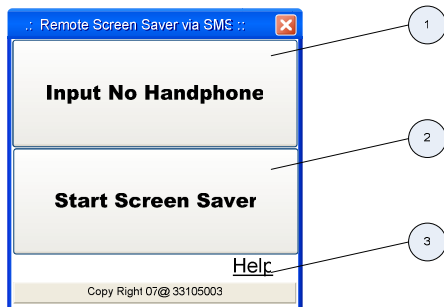 .: Remote Screen Saver via SMS ::
1
Input No Handphone
2
Start Screen Saver
3
Help
Copy Right 07@ 33105003